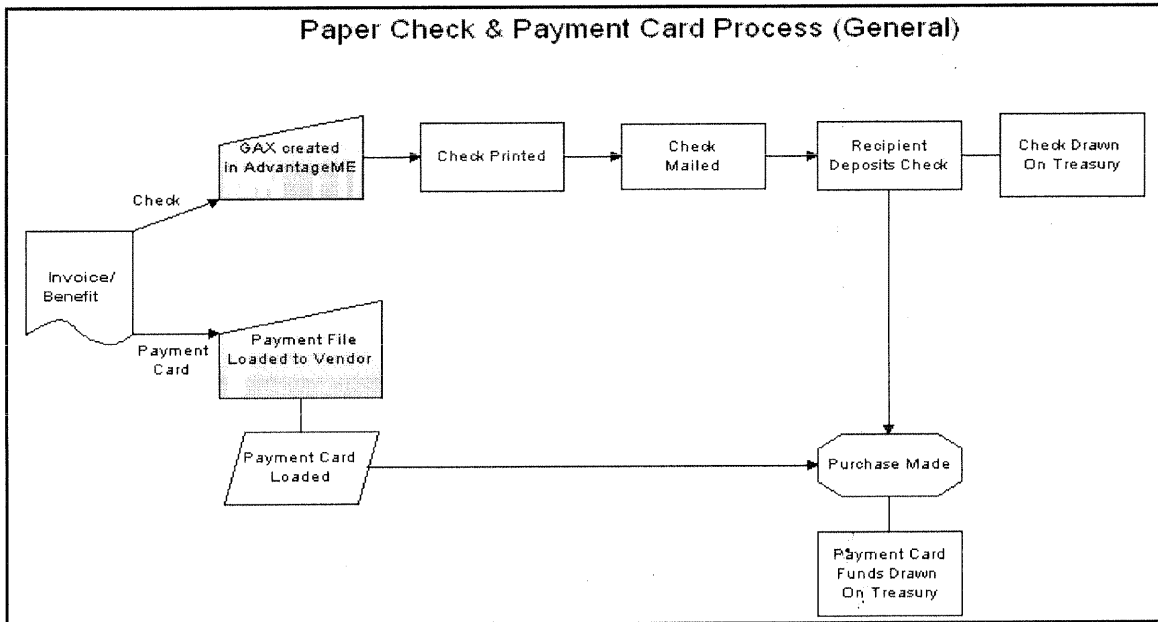 Paper Check & Payment Card Process (General)
GAX created
in AdvantageME
Check Printed
Check
Mailed
Recipient
Deposits Check
Check Drawn
On Treasury
Check
Invoice/
Benefit
Payment
Card
Payment File
Loaded to Vendor
Payment Card
Loaded
Purchase Made
Payment Card
Funds Drawn
On Treasury